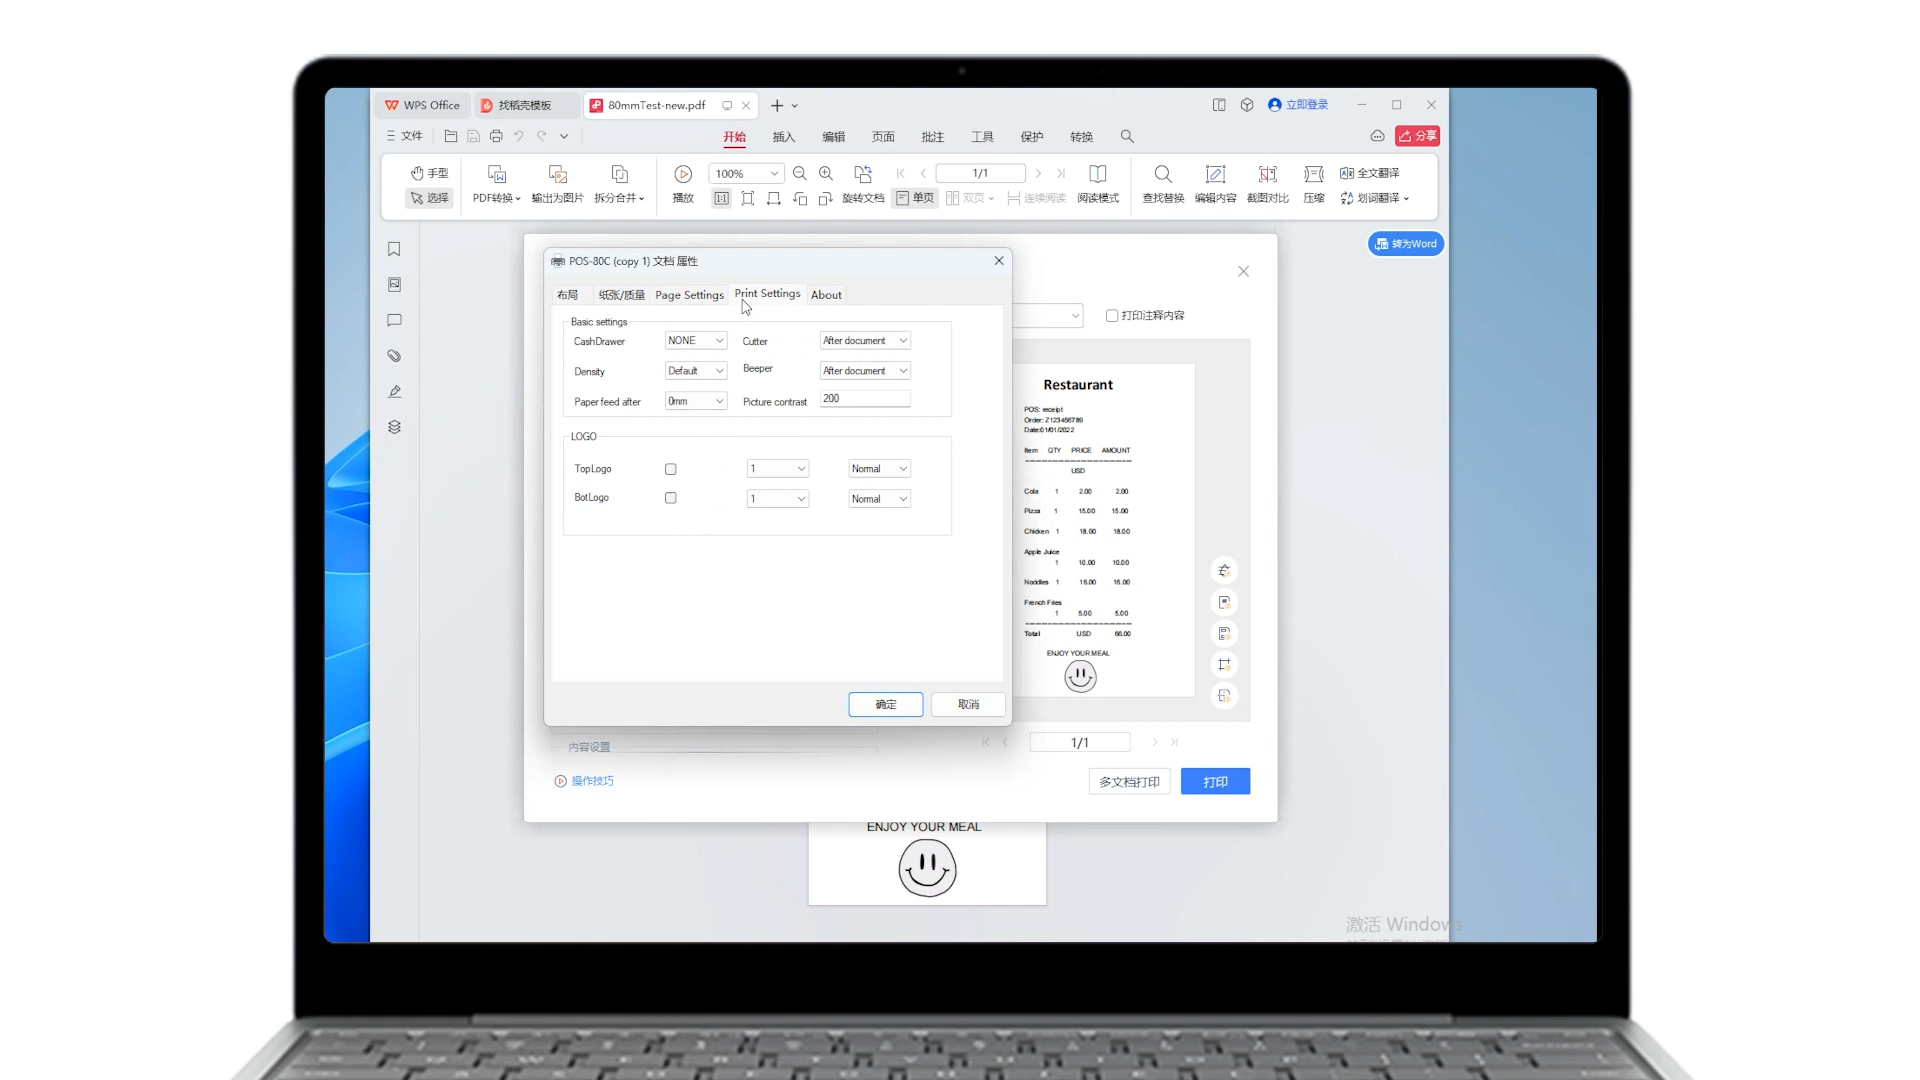 WPS Office 找稻壳模板 80mmTest-new.pdf 立即登录
文件 开始 插入 编辑 页面 批注 工具 保护 转换 分享
手型 100% 1/1 全文翻译
选择 PDF转换 输出为图片 拆分合并 播放 旋转文档 单页 双页 连续阅读 阅读模式 查找替换 编辑内容 截图对比 压缩 划词翻译
转为Word
POS-80C (copy 1) 文档 属性
布局 纸张/质量 Page Settings Print Settings About
打印注释内容
Basic settings
CashDrawer NONE Cutter After document
Density Default Beeper After document
Paper feed after 0mm Picture contrast 200
LOGO
TopLogo 1 Normal
BotLogo 1 Normal
确定 取消
Restaurant
POS: receipt
Order: Z123456789
Date:01/01/2022
Item QTY PRICE AMOUNT
USD
Cola 1 2.00 2.00
Pizza 1 15.00 15.00
Chicken 1 18.00 18.00
Apple Juice
1 10.00 10.00
Noddles 1 16.00 16.00
French Fries
1 5.00 5.00
Total USD 66.00
ENJOY YOUR MEAL
内容设置 1/1
操作技巧 多文档打印 打印
ENJOY YOUR MEAL
激活 Windows